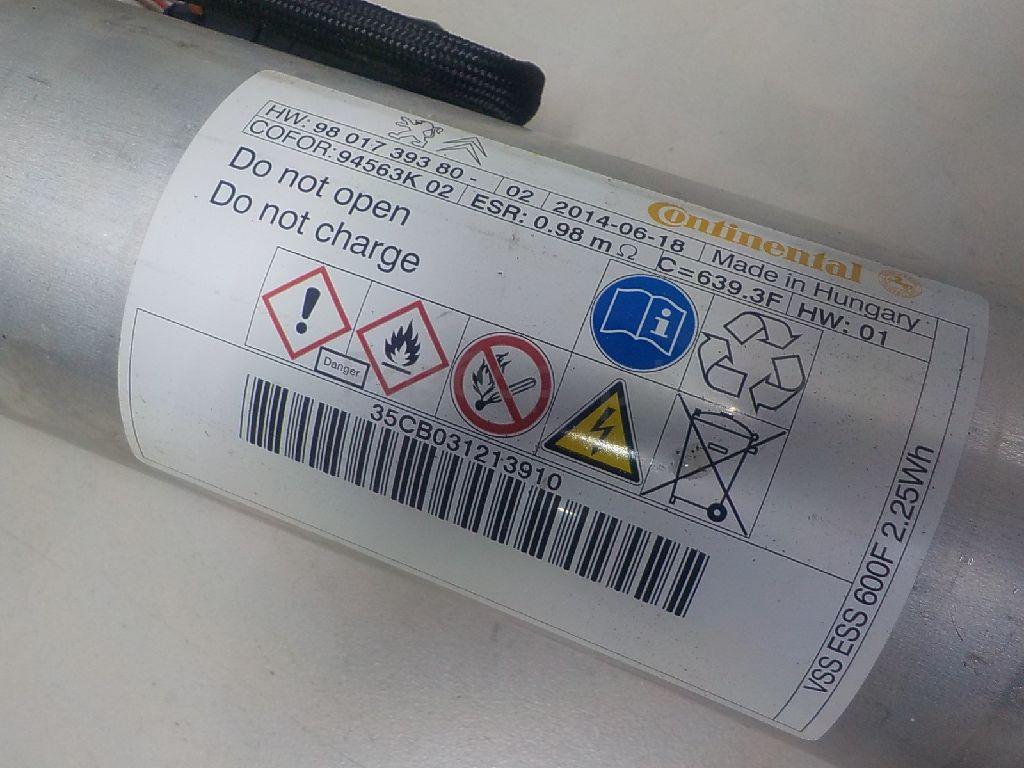 Continental
HW: 98 017 393 80 - 02 2014-06-18 Made in Hungary
COFOR: 94563K 02 ESR: 0.98 mΩ C=639.3F HW: 01
Do not open
Do not charge
Danger
35CB031213910
VSS ESS 600F 2.25Wh